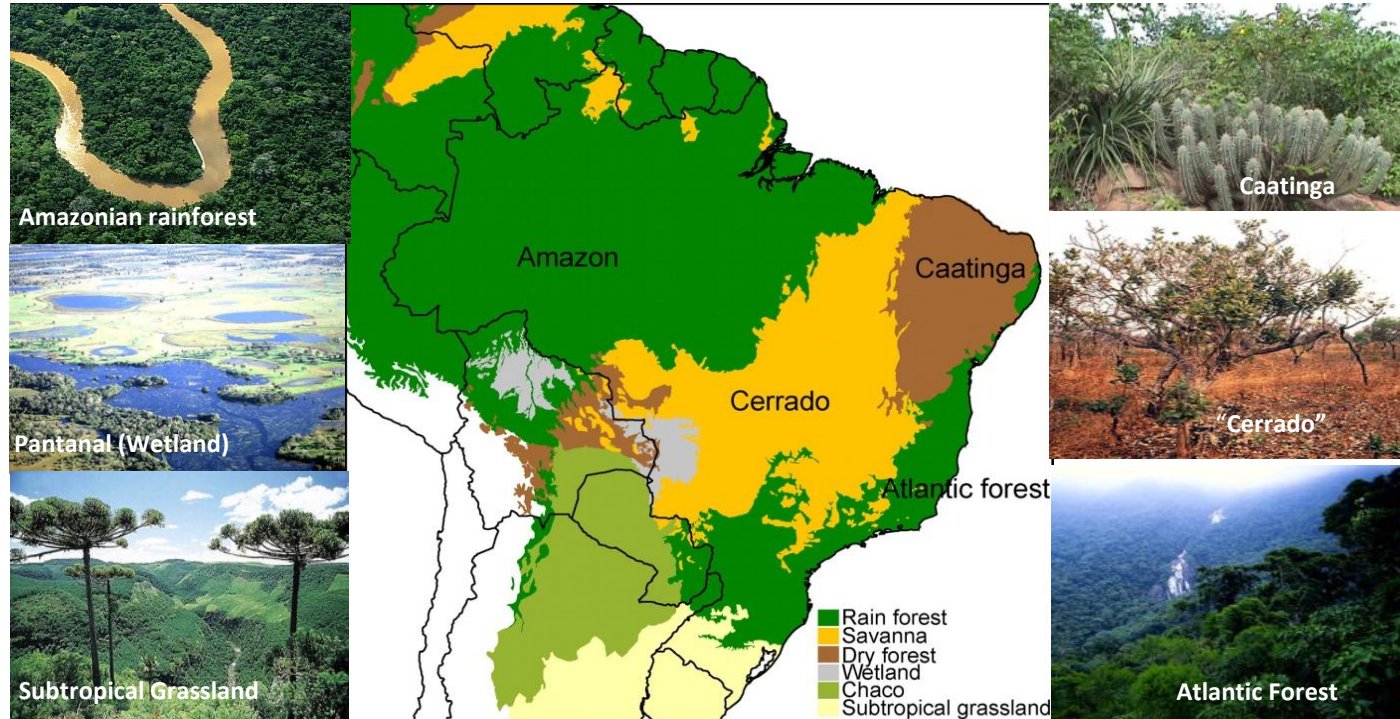 Amazonian rainforest
Pantanal (Wetland)
Subtropical Grassland
Amazon
Caatinga
Cerrado
Atlantic forest
Rain forest
Savanna
Dry forest
Wetland
Chaco
Subtropical grassland
Caatinga
“Cerrado”
Atlantic Forest